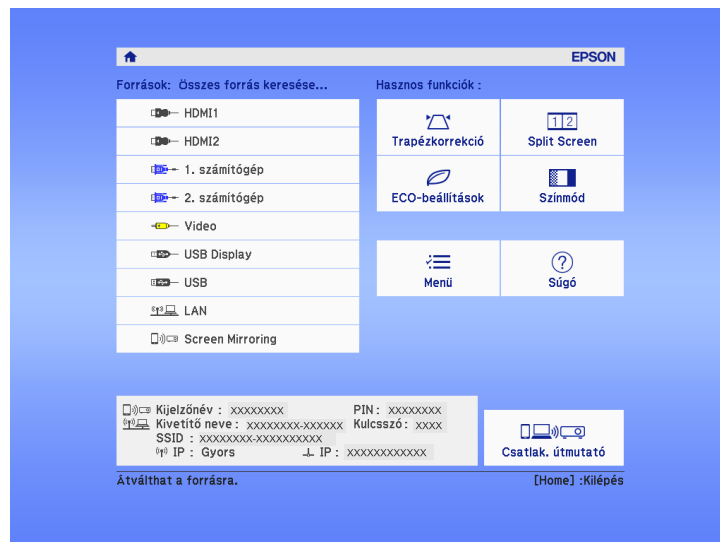 EPSON
Források: Összes forrás keresése...
HDMI1
HDMI2
1. számítógép
2. számítógép
Video
USB Display
USB
LAN
Screen Mirroring
Hasznos funkciók :
Trapézkorrekció
1 2
Split Screen
ECO-beállítások
Színmód
Menü
?
Súgó
Kijelzőnév : XXXXXXXX PIN : XXXXXXXX
Kivetítő neve : XXXXXXXX-XXXXXX Kulcsszó : XXXX
SSID : XXXXXXXX-XXXXXXXXXX
IP : Gyors IP : XXXXXXXXXXXX
Csatlak. útmutató
Átválthat a forrásra. [Home] :Kilépés